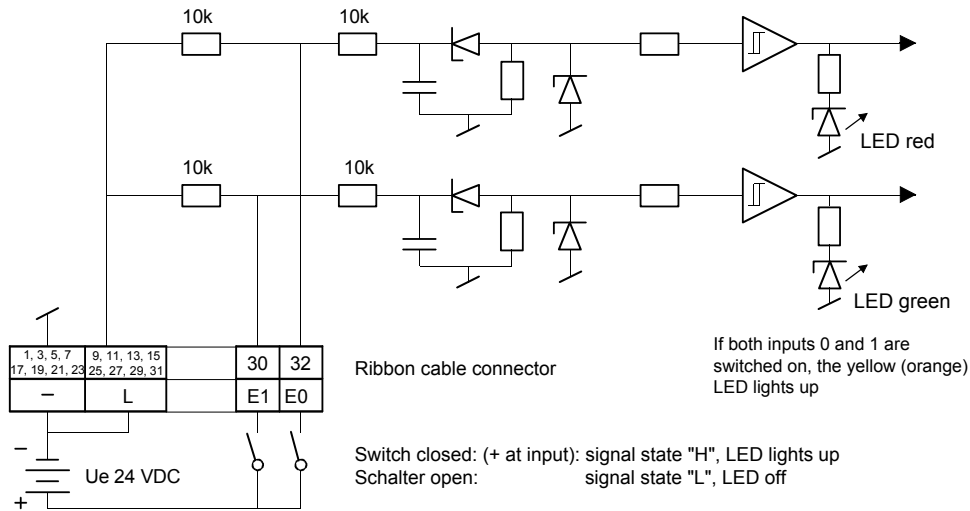 10k
10k
LED red
10k
10k
LED green
1, 3, 5, 7
17, 19, 21, 23
9, 11, 13, 15
25, 27, 29, 31
30
32
–
L
E1
E0
Ribbon cable connector
If both inputs 0 and 1 are
switched on, the yellow (orange)
LED lights up
–
+
Ue 24 VDC
Switch closed: (+ at input): signal state "H", LED lights up
Schalter open: signal state "L", LED off